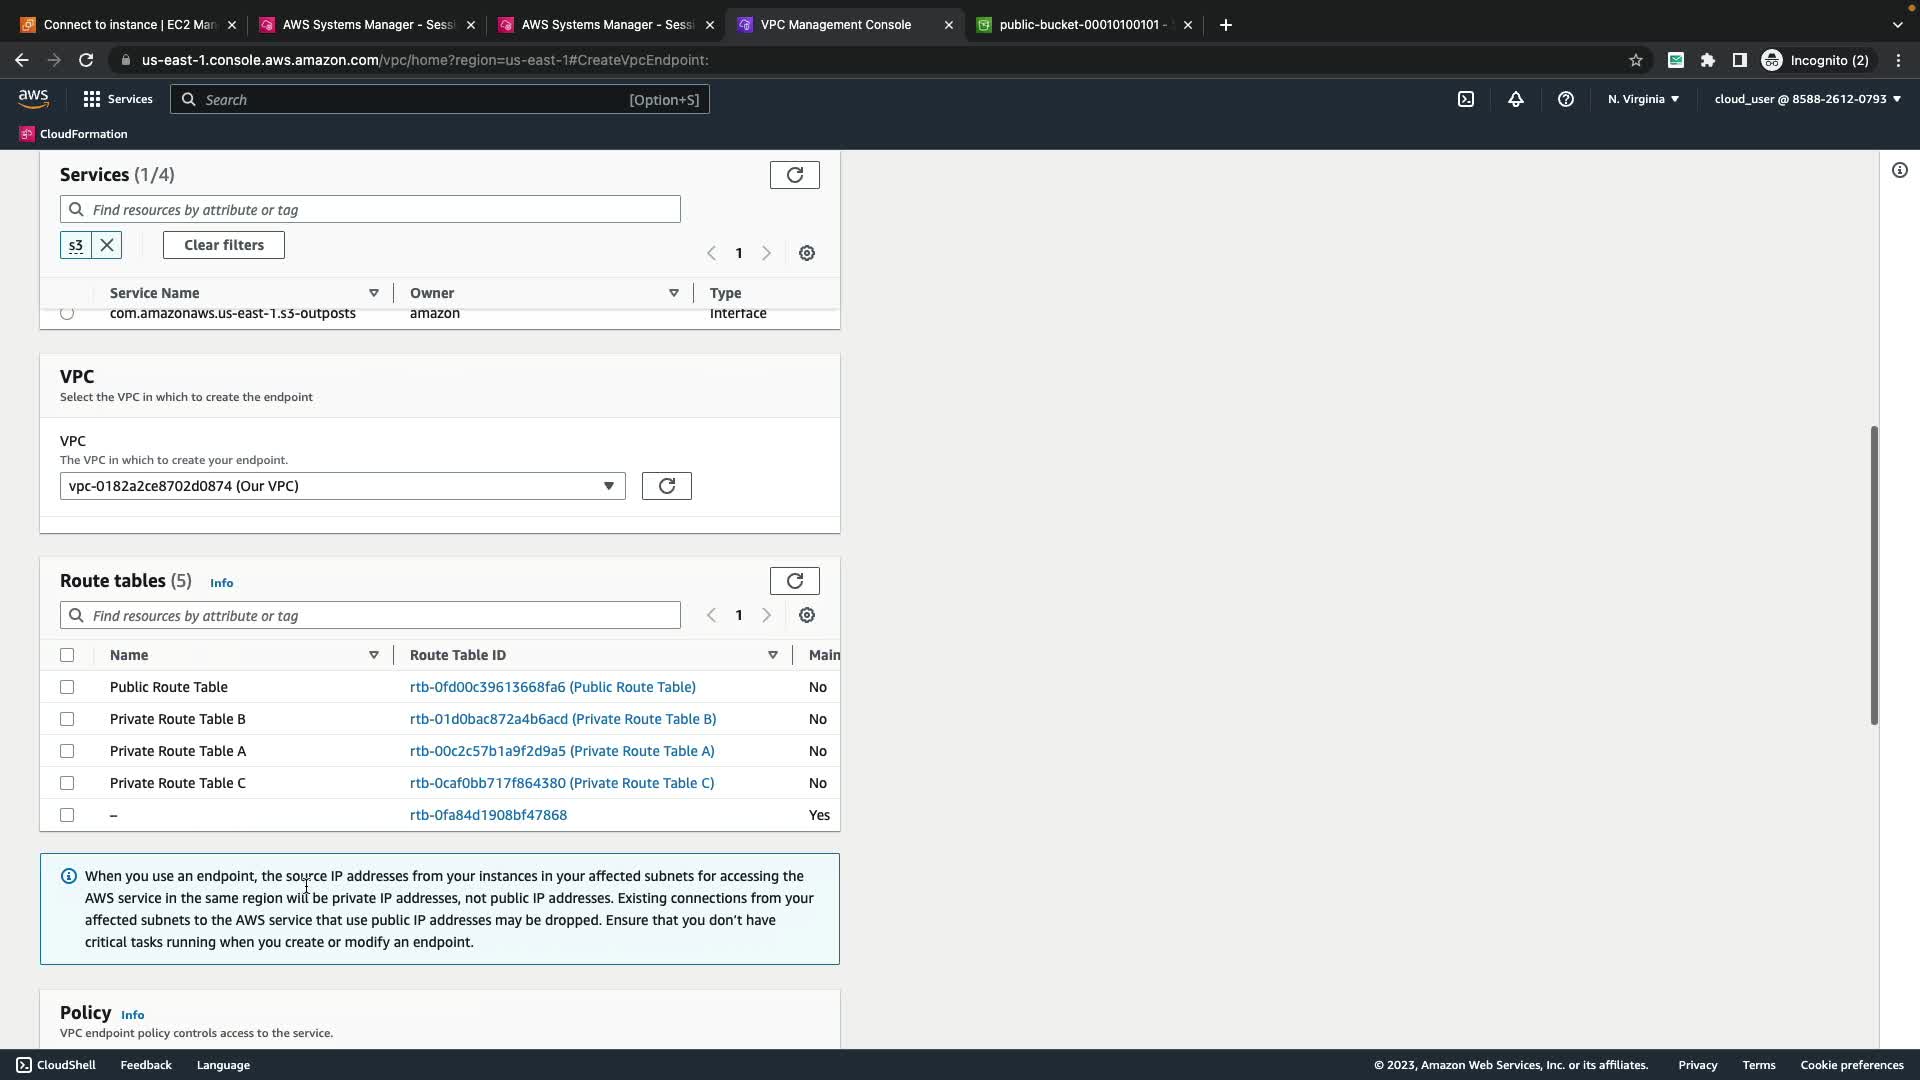 Connect to instance | EC2 Man
AWS Systems Manager - Sessi
AWS Systems Manager - Sessi
VPC Management Console
public-bucket-00010100101 -
us-east-1.console.aws.amazon.com/vpc/home?region=us-east-1#CreateVpcEndpoint:
Incognito (2)
aws
Services
Search
[Option+S]
N. Virginia
cloud_user @ 8588-2612-0793
CloudFormation
Services (1/4)
Find resources by attribute or tag
s3
Clear filters
1
Service Name Owner Type
com.amazonaws.us-east-1.s3-outposts amazon Interface
VPC
Select the VPC in which to create the endpoint
VPC
The VPC in which to create your endpoint.
vpc-0182a2ce8702d0874 (Our VPC)
Route tables (5) Info
Find resources by attribute or tag
1
Name Route Table ID Main
Public Route Table rtb-0fd00c39613668fa6 (Public Route Table) No
Private Route Table B rtb-01d0bac872a4b6acd (Private Route Table B) No
Private Route Table A rtb-00c2c57b1a9f2d9a5 (Private Route Table A) No
Private Route Table C rtb-0caf0bb717f864380 (Private Route Table C) No
– rtb-0fa84d1908bf47868 Yes
When you use an endpoint, the source IP addresses from your instances in your affected subnets for accessing the
AWS service in the same region will be private IP addresses, not public IP addresses. Existing connections from your
affected subnets to the AWS service that use public IP addresses may be dropped. Ensure that you don't have
critical tasks running when you create or modify an endpoint.
Policy Info
VPC endpoint policy controls access to the service.
CloudShell Feedback Language
© 2023, Amazon Web Services, Inc. or its affiliates. Privacy Terms Cookie preferences